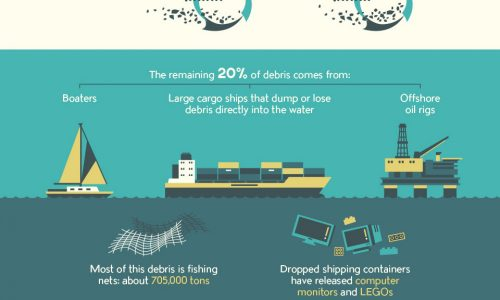 The remaining 20% of debris comes from:
Boaters
Large cargo ships that dump or lose
debris directly into the water
Offshore
oil rigs
Most of this debris is fishing
nets: about 705,000 tons
Dropped shipping containers
have released computer
monitors and LEGOs